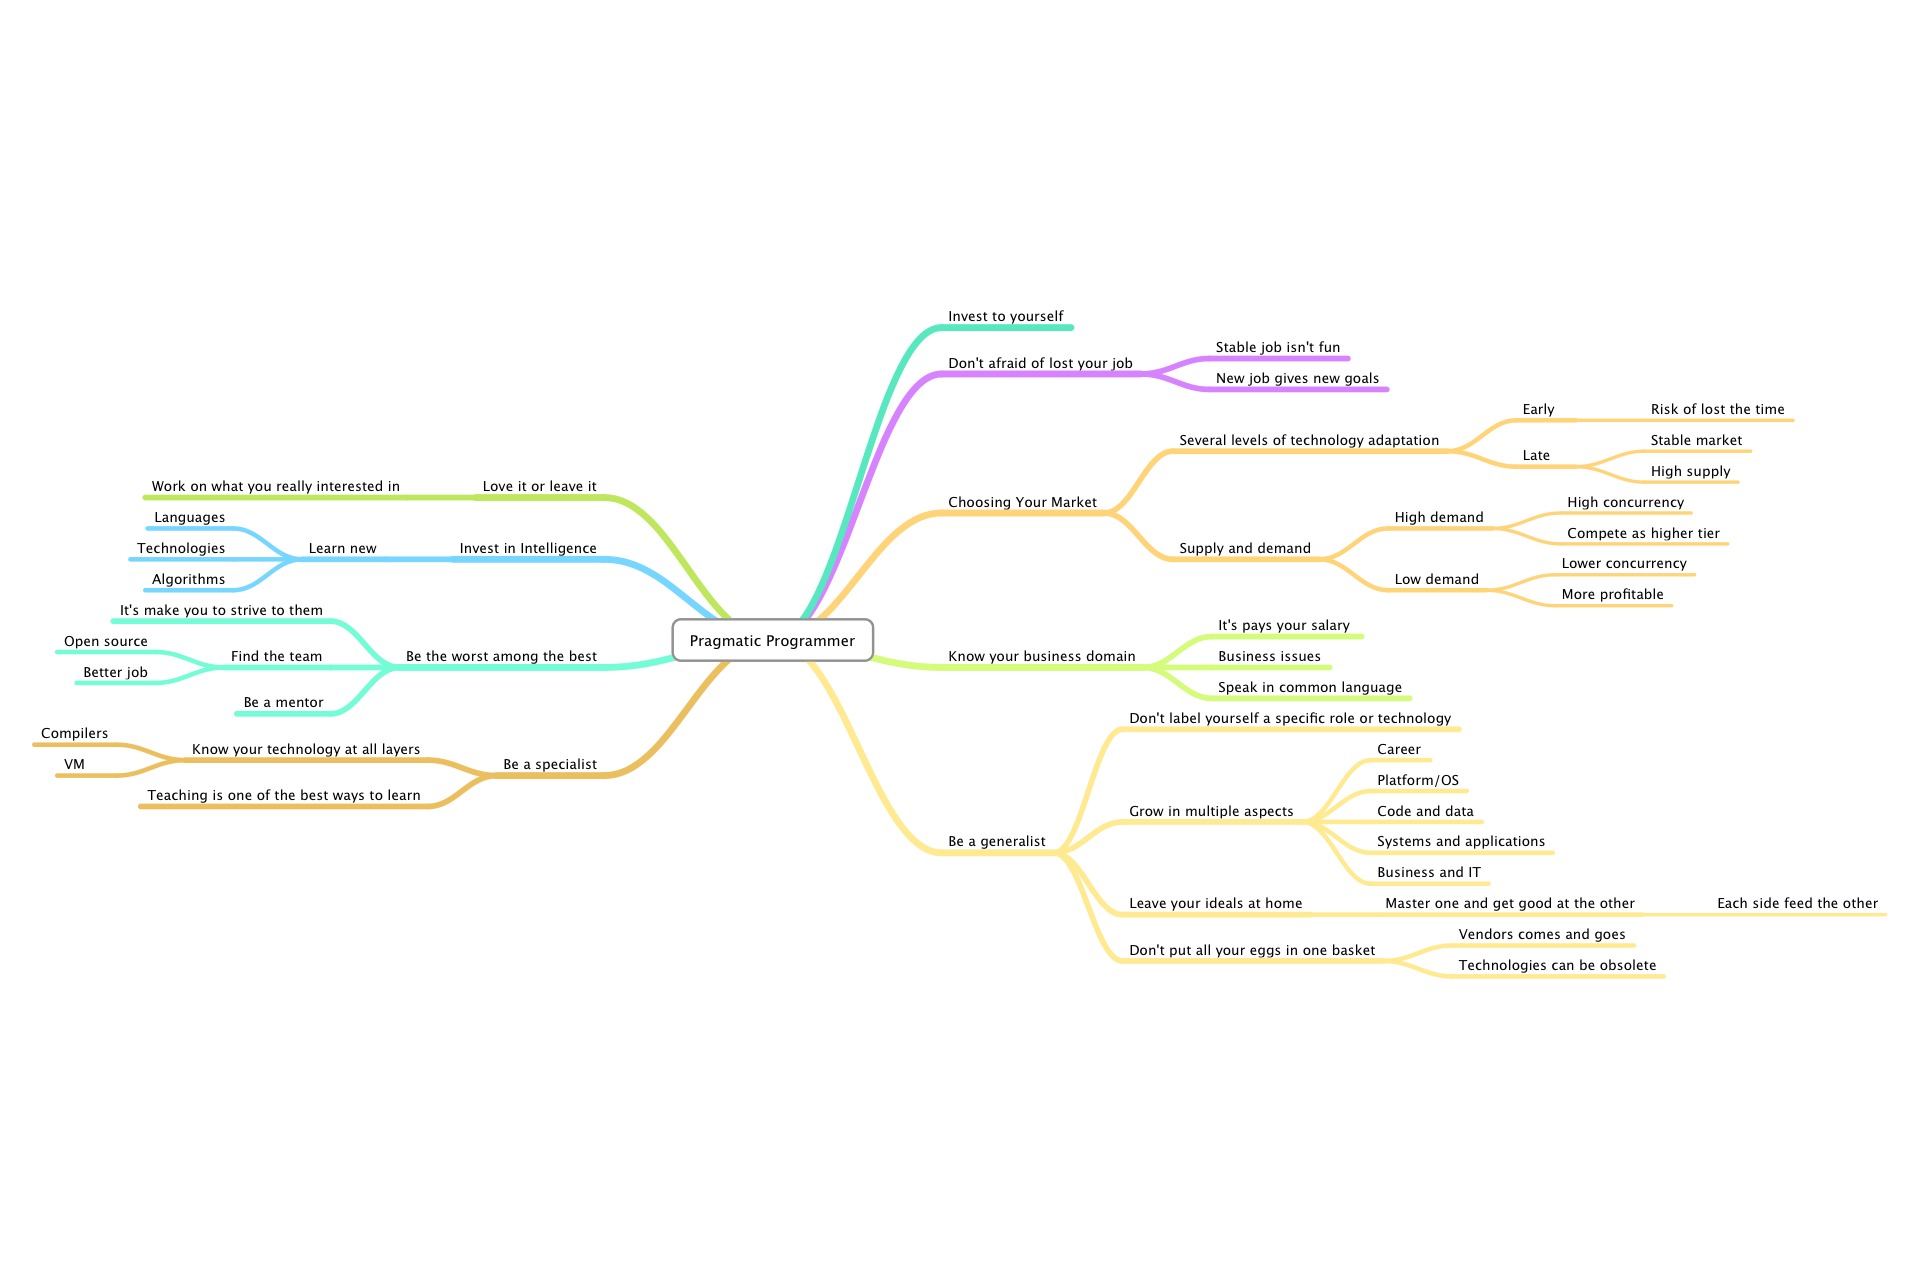 Pragmatic Programmer
Invest to yourself
Don't afraid of lost your job
Stable job isn't fun
New job gives new goals
Choosing Your Market
Several levels of technology adaptation
Early
Risk of lost the time
Late
Stable market
High supply
Supply and demand
High demand
High concurrency
Compete as higher tier
Low demand
Lower concurrency
More profitable
Know your business domain
It's pays your salary
Business issues
Speak in common language
Be a generalist
Don't label yourself a specific role or technology
Grow in multiple aspects
Career
Platform/OS
Code and data
Systems and applications
Business and IT
Leave your ideals at home
Master one and get good at the other
Each side feed the other
Don't put all your eggs in one basket
Vendors comes and goes
Technologies can be obsolete
Love it or leave it
Work on what you really interested in
Invest in Intelligence
Learn new
Languages
Technologies
Algorithms
Be the worst among the best
It's make you to strive to them
Find the team
Open source
Better job
Be a mentor
Be a specialist
Know your technology at all layers
Compilers
VM
Teaching is one of the best ways to learn